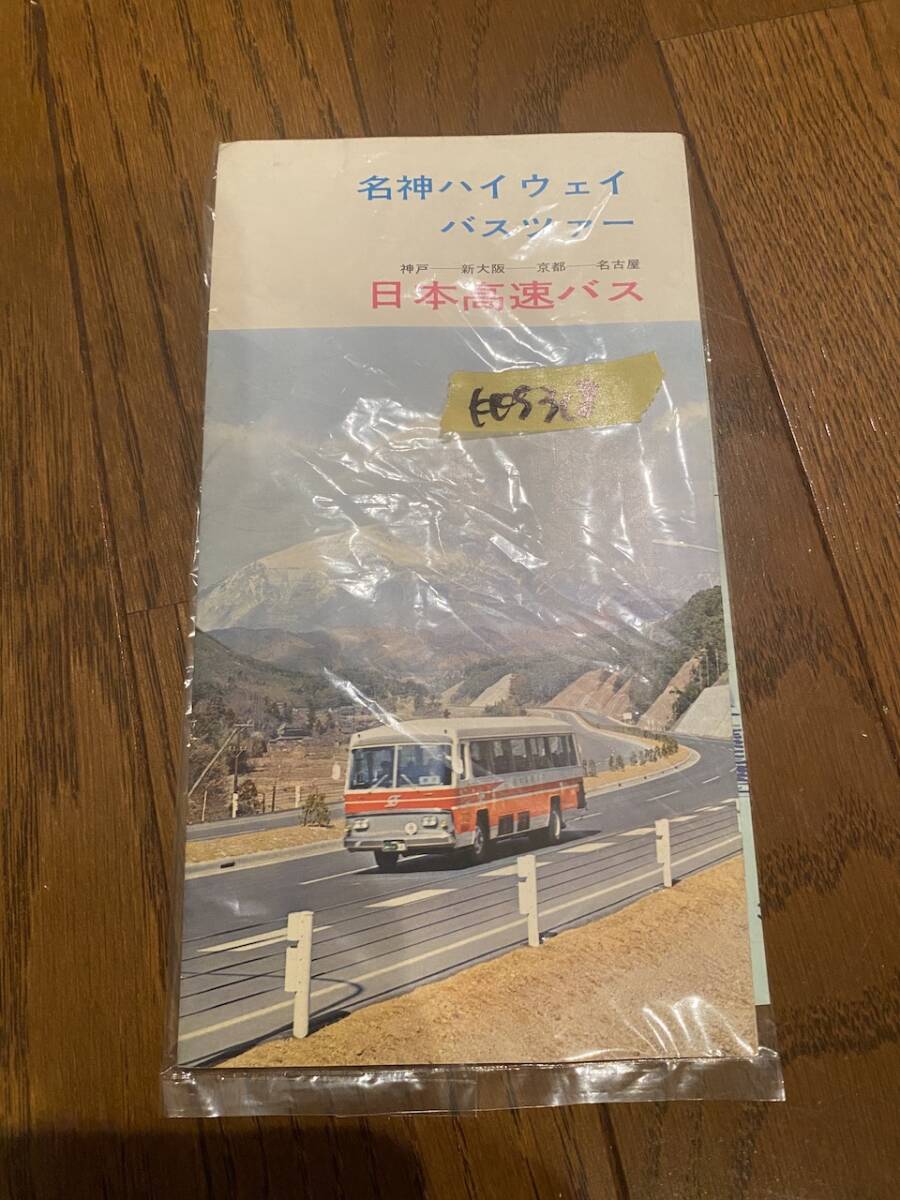 名神ハイウェイ
バスツァー
神戸―新大阪―京都―名古屋
日本高速バス